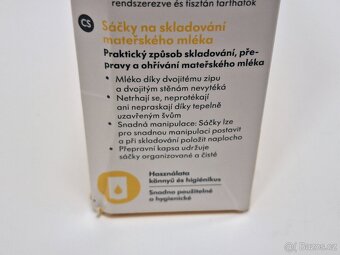 rendszerezve és tisztán tarthatók
CS
Sáčky na skladování
mateřského mléka
Praktický způsob skladování, pře-
pravy a ohřívání mateřského mléka
• Mléko díky dvojitému zipu
a dvojitým stěnám nevytéká
• Netrhají se, neprotékají
ani nepraskají díky tepelně
uzavřeným švům
• Snadná manipulace: Sáčky lze
pro snadnou manipulaci postavit
a při skladování položit naplocho
• Přepravní kapsa udržuje
sáčky organizované a čisté
Használata
könnyű és higiénikus
Snadno použitelné
a hygienické
Bazos.cz